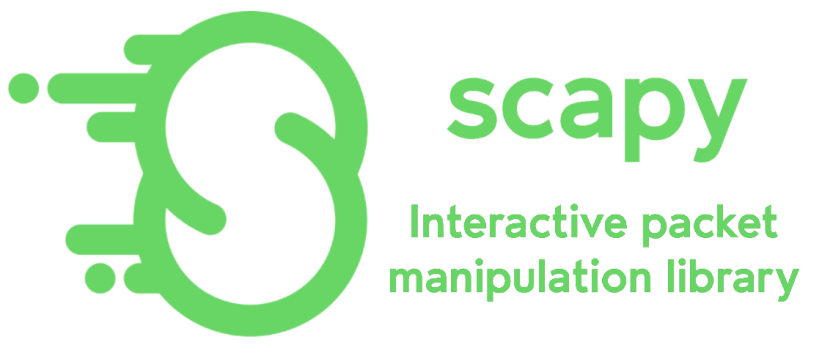 scapy
Interactive packet
manipulation library